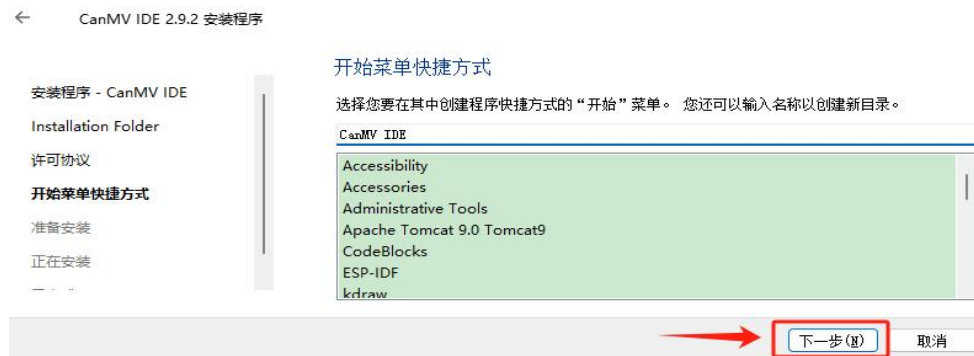 ← CanMV IDE 2.9.2 安装程序
开始菜单快捷方式
选择您要在其中创建程序快捷方式的“开始”菜单。 您还可以输入名称以创建新目录。
CanMV IDE
安装程序 - CanMV IDE
Installation Folder
许可协议
开始菜单快捷方式
准备安装
正在安装
Accessibility
Accessories
Administrative Tools
Apache Tomcat 9.0 Tomcat9
CodeBlocks
ESP-IDF
kdraw
下一步(N)
取消